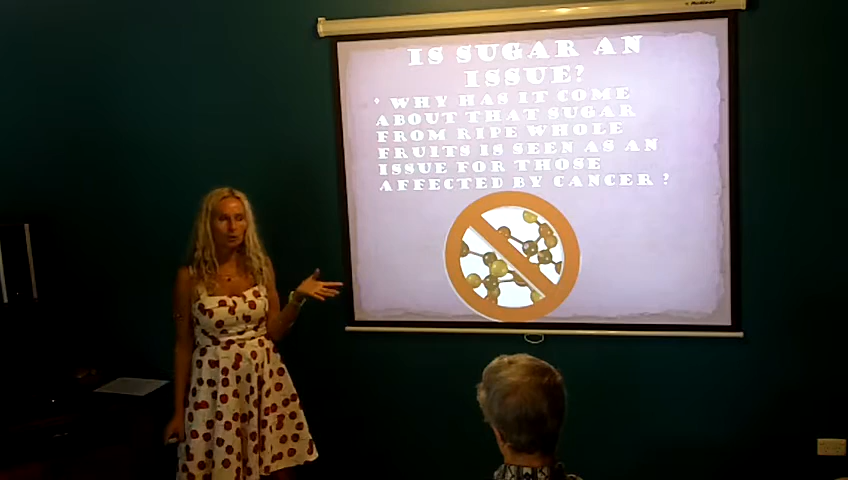 IS SUGAR AN
ISSUE?
• WHY HAS IT COME
ABOUT THAT SUGAR
FROM RIPE WHOLE
FRUITS IS SEEN AS AN
ISSUE FOR THOSE
AFFECTED BY CANCER ?